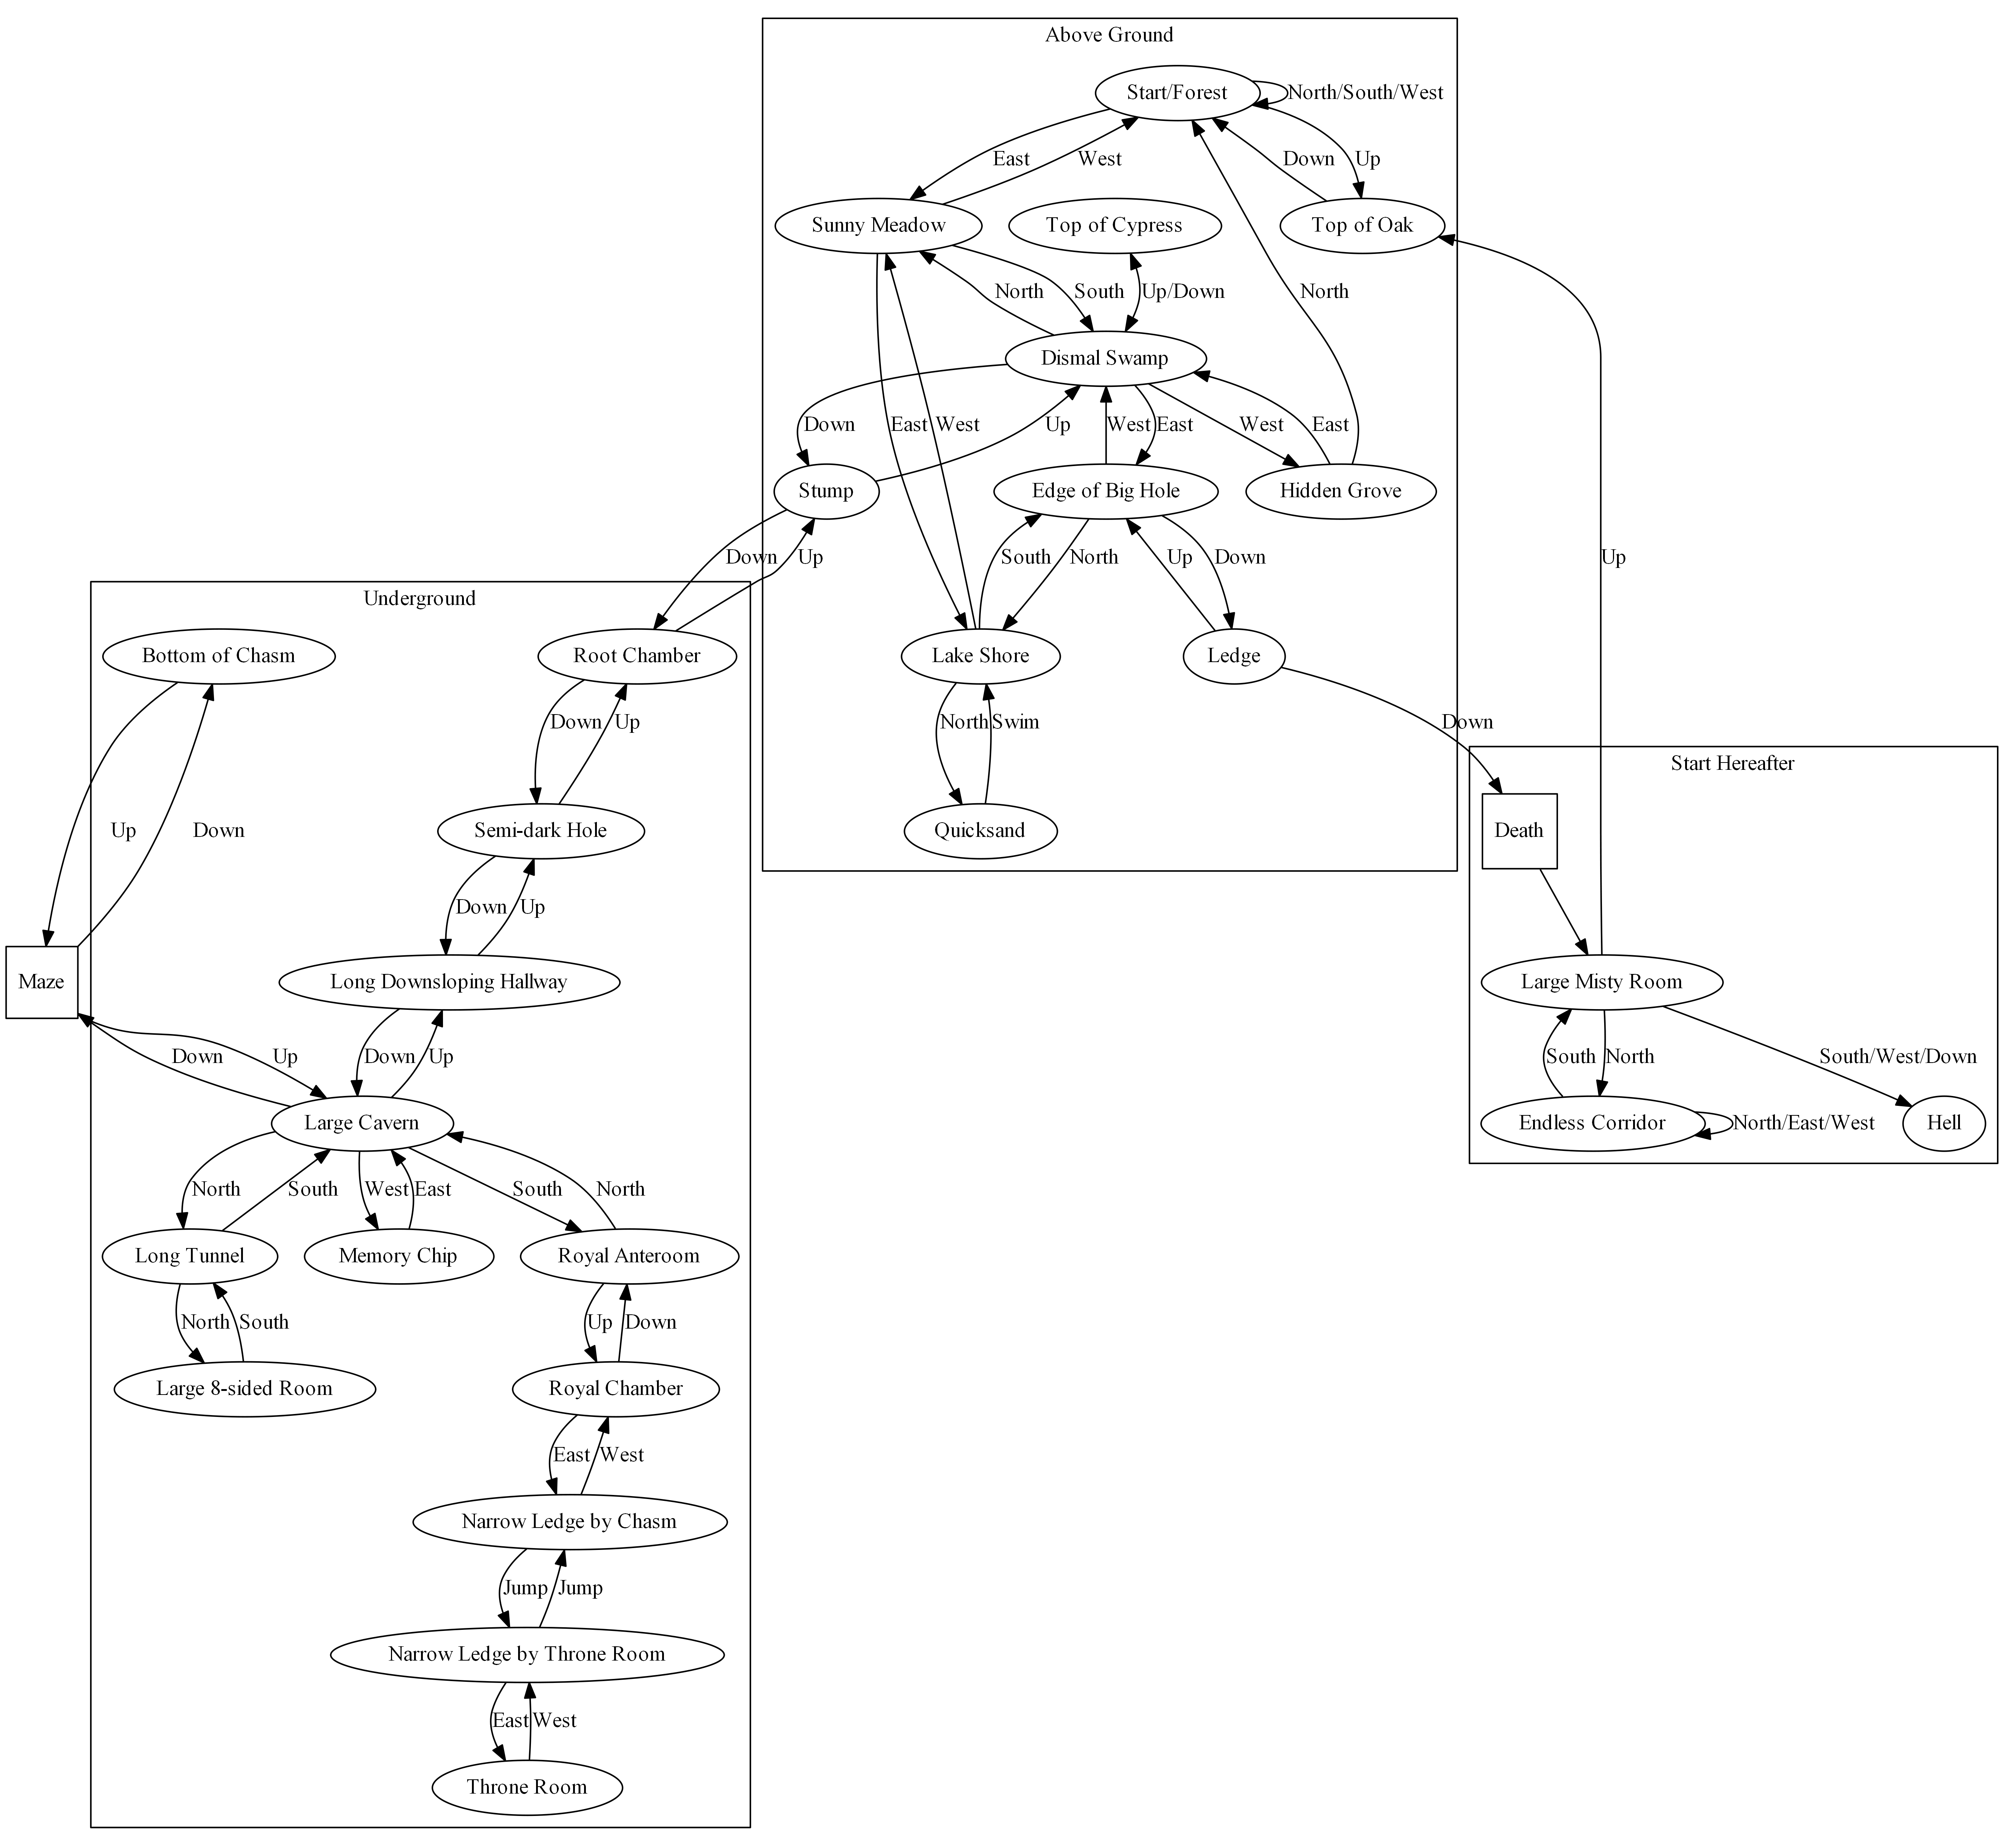 Above Ground
Start/Forest
North/South/West
East
West
Down
Up
Sunny Meadow
Top of Cypress
Top of Oak
North
South
Up/Down
North
Dismal Swamp
Down
East
West
Up
West
East
West
East
Stump
Edge of Big Hole
Hidden Grove
Down
Up
South
North
Up
Down
Up
Underground
Bottom of Chasm
Root Chamber
Lake Shore
Ledge
Down
Up
North
Swim
Down
Start Hereafter
Up
Down
Semi-dark Hole
Quicksand
Death
Down
Up
Maze
Long Downsloping Hallway
Large Misty Room
Down
Up
Down
Up
South
North
South/West/Down
Large Cavern
Endless Corridor
North/East/West
Hell
North
South
West
East
South
North
Long Tunnel
Memory Chip
Royal Anteroom
North
South
Up
Down
Large 8-sided Room
Royal Chamber
East
West
Narrow Ledge by Chasm
Jump
Jump
Narrow Ledge by Throne Room
East
West
Throne Room